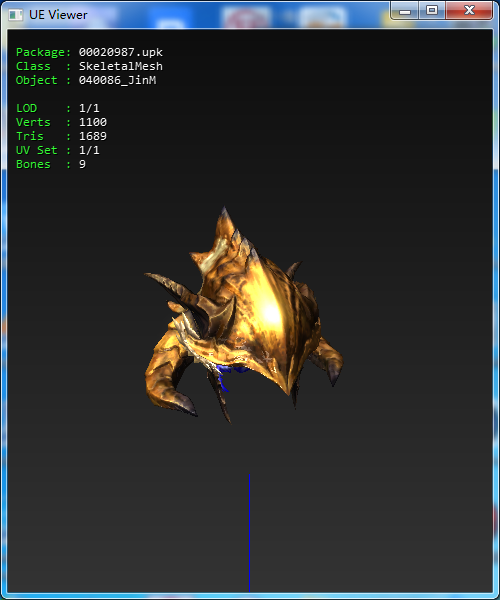 UE Viewer
Package: 00020987.upk
Class : SkeletalMesh
Object : 040086_JinM
LOD : 1/1
Verts : 1100
Tris : 1689
UV Set : 1/1
Bones : 9